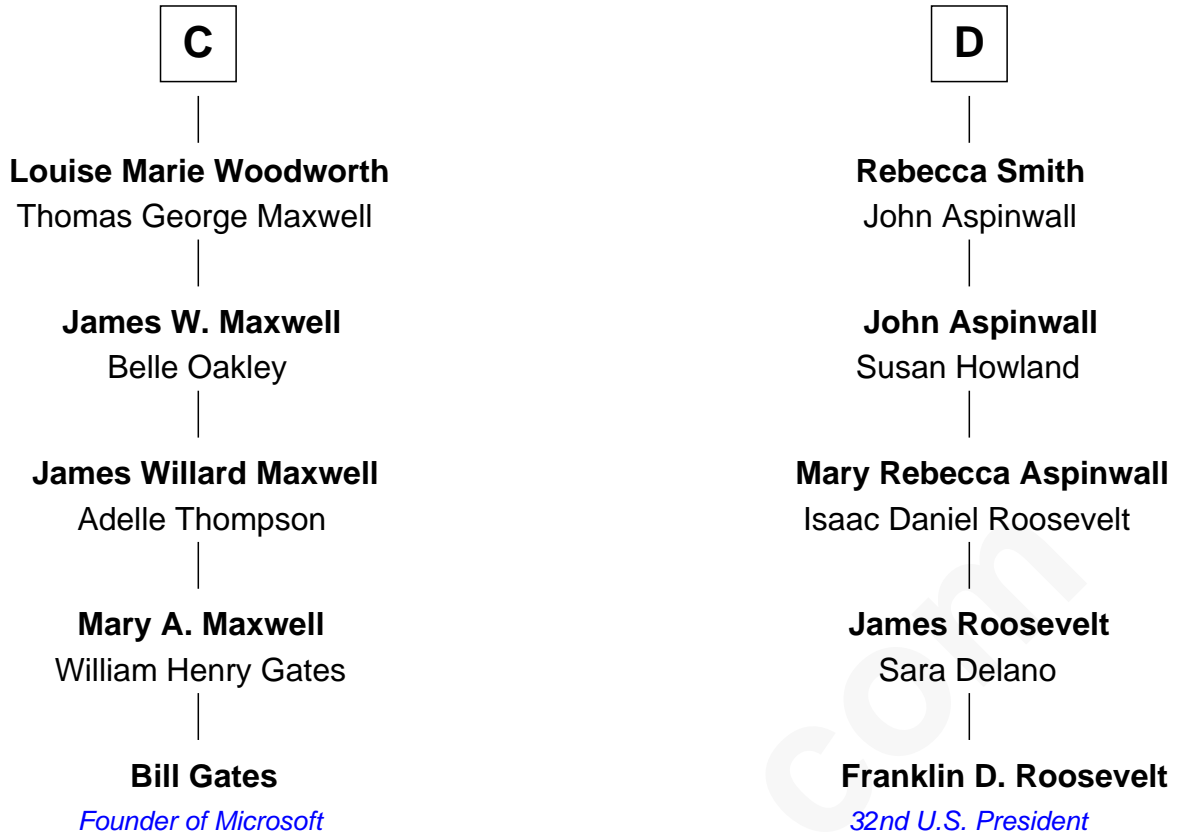 C
Louise Marie Woodworth
Thomas George Maxwell
James W. Maxwell
Belle Oakley
James Willard Maxwell
Adelle Thompson
Mary A. Maxwell
William Henry Gates
Bill Gates
Founder of Microsoft
D
Rebecca Smith
John Aspinwall
John Aspinwall
Susan Howland
Mary Rebecca Aspinwall
Isaac Daniel Roosevelt
James Roosevelt
Sara Delano
Franklin D. Roosevelt
32nd U.S. President
com